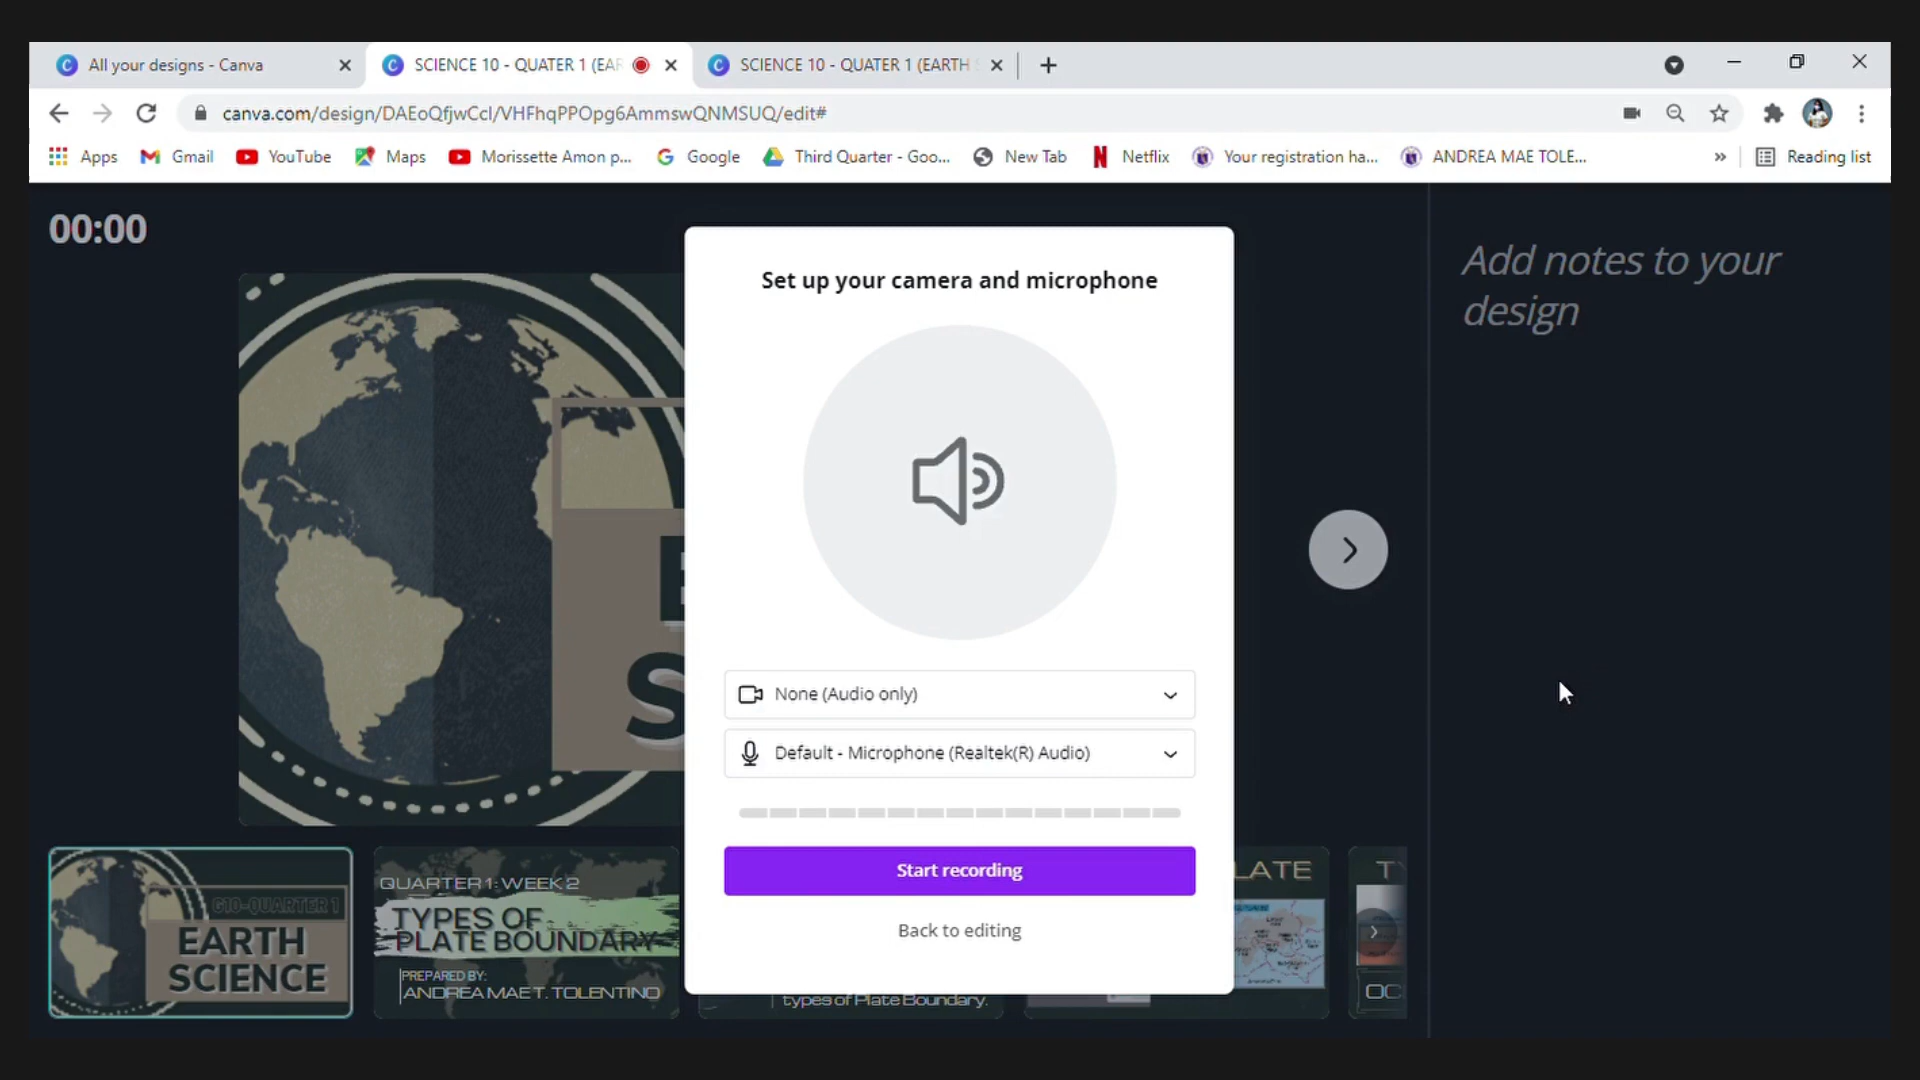 All your designs - Canva
SCIENCE 10 - QUATER 1 (EAR
SCIENCE 10 - QUATER 1 (EARTH
canva.com/design/DAEoQfjwCcI/VHFhqPPOpg6AmmswQNMSUQ/edit#
Apps
Gmail
YouTube
Maps
Morissette Amon p...
Google
Third Quarter - Goo...
New Tab
Netflix
Your registration ha...
ANDREA MAE TOLE...
Reading list
00:00
Add notes to your
design
Set up your camera and microphone
None (Audio only)
Default - Microphone (Realtek(R) Audio)
Start recording
Back to editing
G10-QUARTER 1
EARTH
SCIENCE
QUARTER 1: WEEK 2
TYPES OF
PLATE BOUNDARY
PREPARED BY:
ANDREA MAE T. TOLENTINO
types of Plate Boundary.
LATE
TY
OC